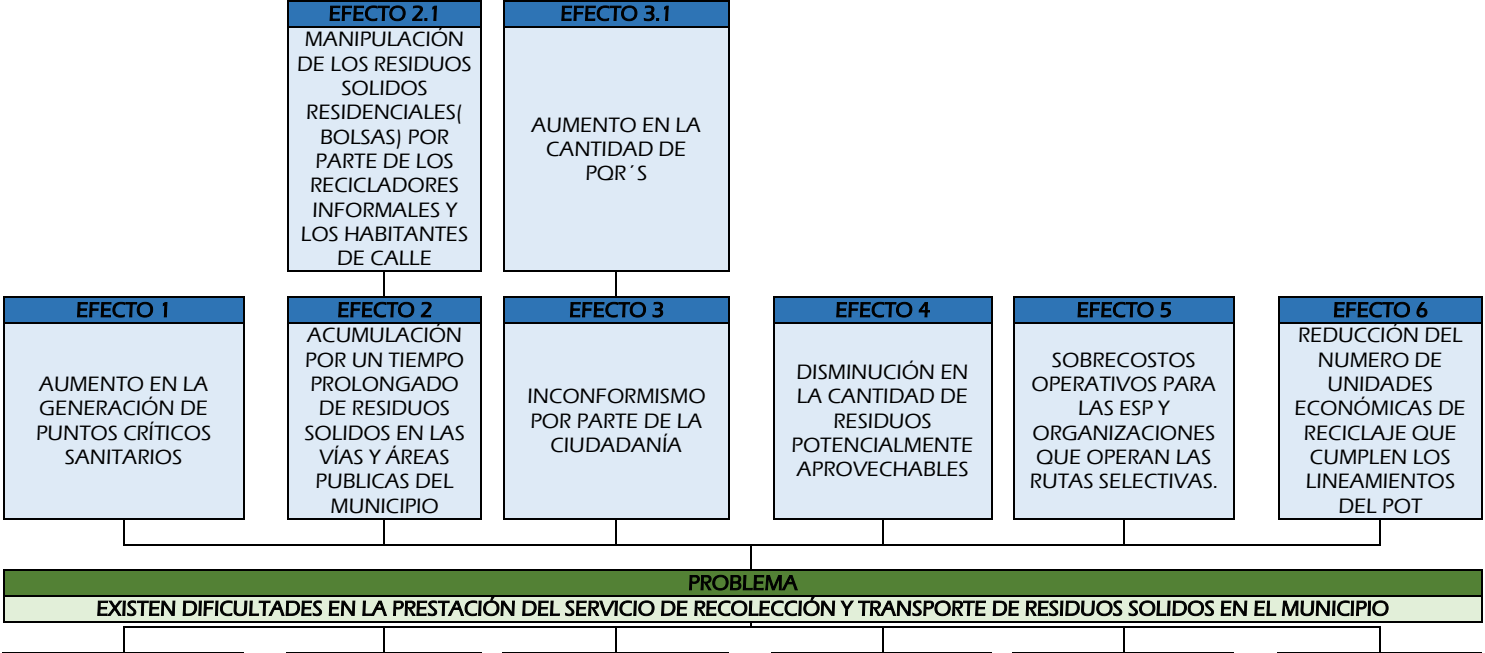 EFECTO 2.1
MANIPULACIÓN
DE LOS RESIDUOS
SOLIDOS
RESIDENCIALES(
BOLSAS) POR
PARTE DE LOS
RECICLADORES
INFORMALES Y
LOS HABITANTES
DE CALLE
EFECTO 3.1
AUMENTO EN LA
CANTIDAD DE
PQR´S
EFECTO 1
AUMENTO EN LA
GENERACIÓN DE
PUNTOS CRÍTICOS
SANITARIOS
EFECTO 2
ACUMULACIÓN
POR UN TIEMPO
PROLONGADO
DE RESIDUOS
SOLIDOS EN LAS
VÍAS Y ÁREAS
PUBLICAS DEL
MUNICIPIO
EFECTO 3
INCONFORMISMO
POR PARTE DE LA
CIUDADANÍA
EFECTO 4
DISMINUCIÓN EN
LA CANTIDAD DE
RESIDUOS
POTENCIALMENTE
APROVECHABLES
EFECTO 5
SOBRECOSTOS
OPERATIVOS PARA
LAS ESP Y
ORGANIZACIONES
QUE OPERAN LAS
RUTAS SELECTIVAS.
EFECTO 6
REDUCCIÓN DEL
NUMERO DE
UNIDADES
ECONÓMICAS DE
RECICLAJE QUE
CUMPLEN LOS
LINEAMIENTOS
DEL POT
PROBLEMA
EXISTEN DIFICULTADES EN LA PRESTACIÓN DEL SERVICIO DE RECOLECCIÓN Y TRANSPORTE DE RESIDUOS SOLIDOS EN EL MUNICIPIO